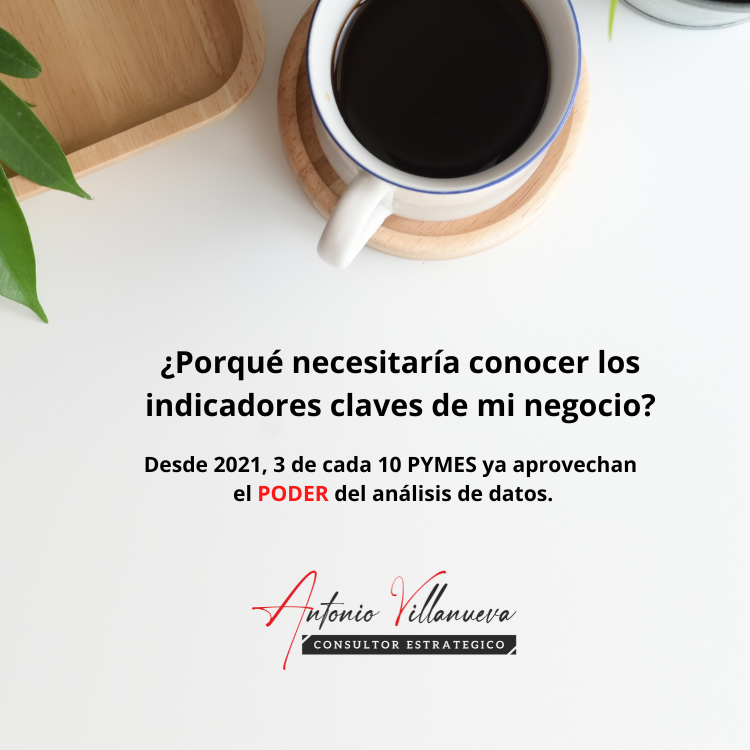 ¿Porqué necesitaría conocer los
indicadores claves de mi negocio?
Desde 2021, 3 de cada 10 PYMES ya aprovechan
el PODER del análisis de datos.
Antonio Villanueva
CONSULTOR ESTRATEGICO